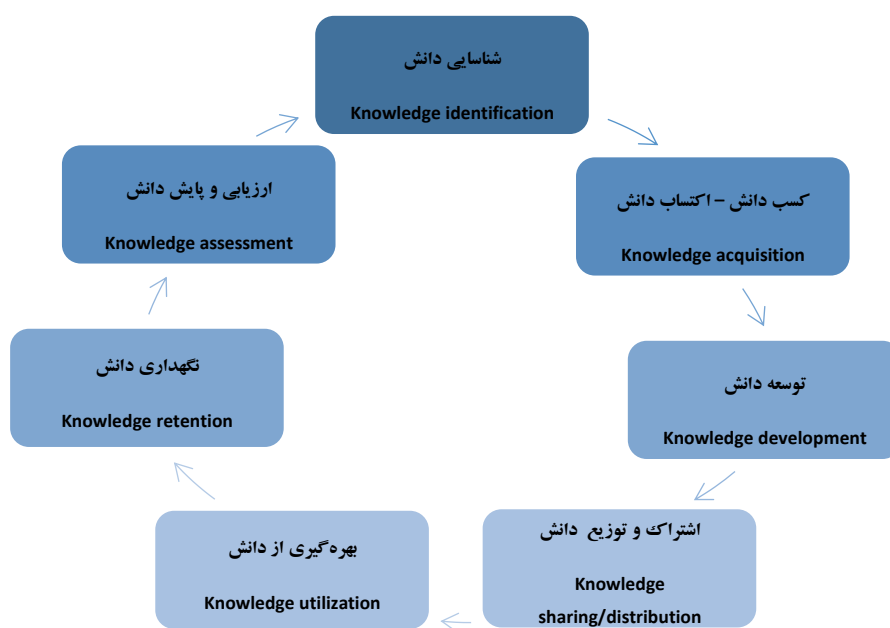 شناسایی دانش
Knowledge identification
کسب دانش – اکتساب دانش
Knowledge acquisition
توسعه دانش
Knowledge development
اشتراک و توزیع دانش
Knowledge
sharing/distribution
بهره‌گیری از دانش
Knowledge utilization
نگهداری دانش
Knowledge retention
ارزیابی و پایش دانش
Knowledge assessment